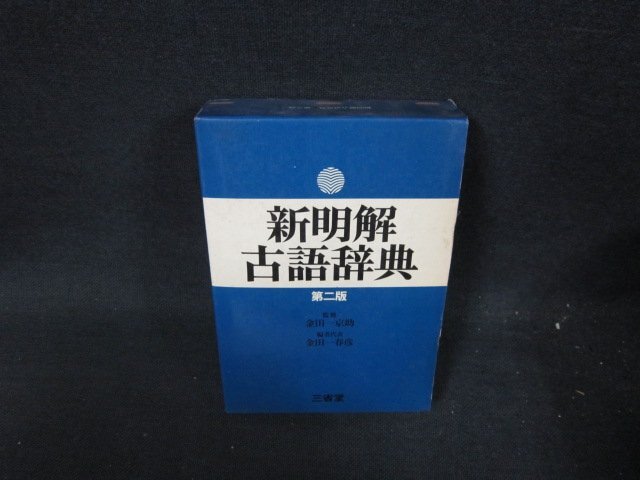 新明解
古語辞典
第二版
監修
金田一京助
編者代表
金田一春彦
三省堂